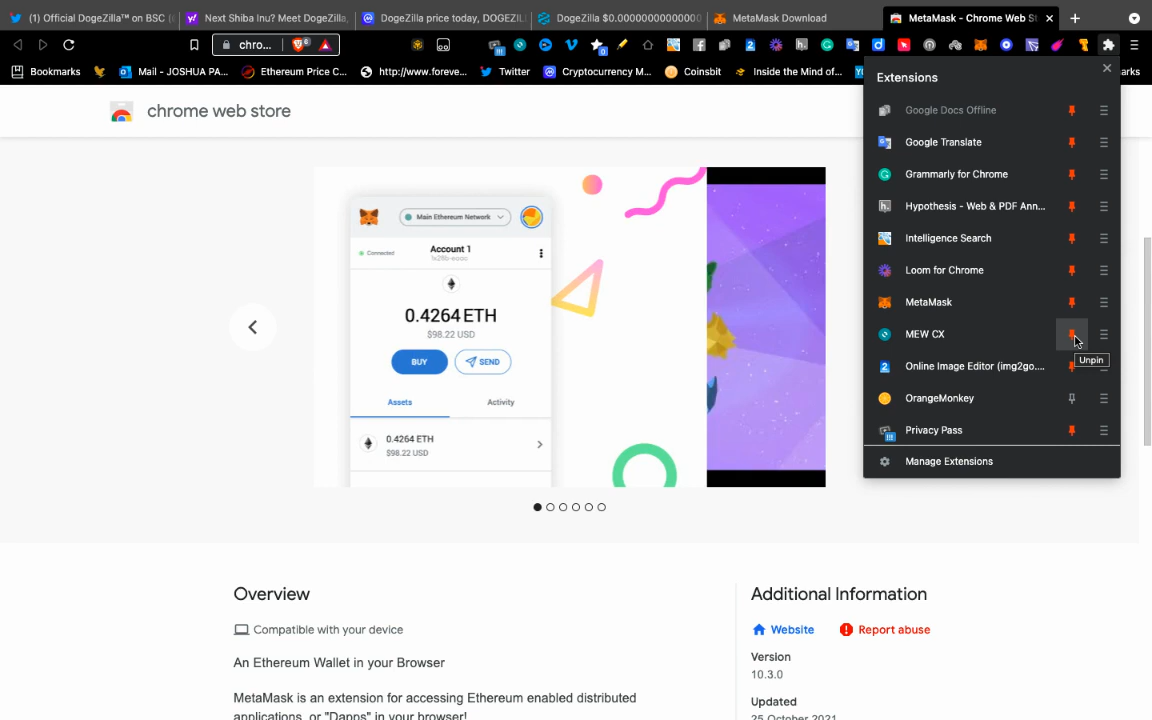 (1) Official DogeZilla™ on BSC (
Next Shiba Inu? Meet DogeZilla,
DogeZilla price today, DOGEZIL
DogeZilla $0.0000000000000
MetaMask Download
MetaMask - Chrome Web S
chro...
6
Bookmarks
Mail - JOSHUA PA...
Ethereum Price C...
http://www.foreve...
Twitter
Cryptocurrency M...
Coinsbit
Inside the Mind of...
arks
chrome web store
Extensions
Google Docs Offline
Google Translate
Grammarly for Chrome
Hypothesis - Web & PDF Ann...
Intelligence Search
Loom for Chrome
MetaMask
MEW CX
Unpin
Online Image Editor (img2go....
OrangeMonkey
Privacy Pass
Manage Extensions
Main Ethereum Network
Connected
Account 1
0.4264 ETH
$98.22 USD
BUY
SEND
Assets
Activity
0.4264 ETH
$98.22 USD
Overview
Compatible with your device
An Ethereum Wallet in your Browser
MetaMask is an extension for accessing Ethereum enabled distributed
applications, or "Dapps" in your browser!
Additional Information
Website
Report abuse
Version
10.3.0
Updated
25 October 2021